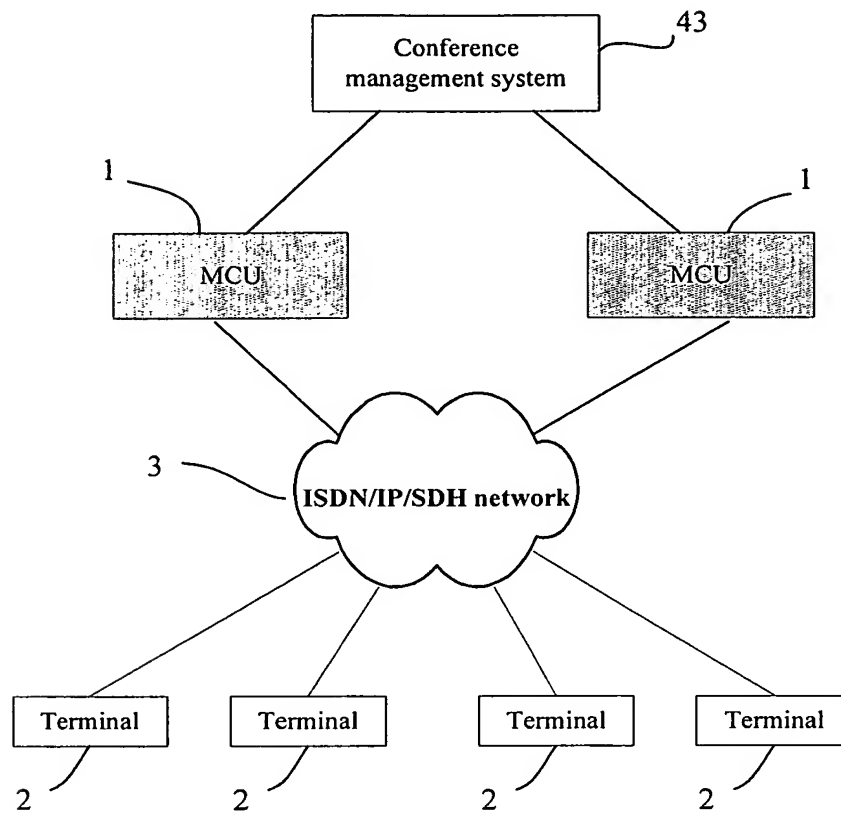 43
Conference
management system
1
1
MCU
MCU
3
ISDN/IP/SDH network
Terminal
Terminal
Terminal
Terminal
2
2
2
2